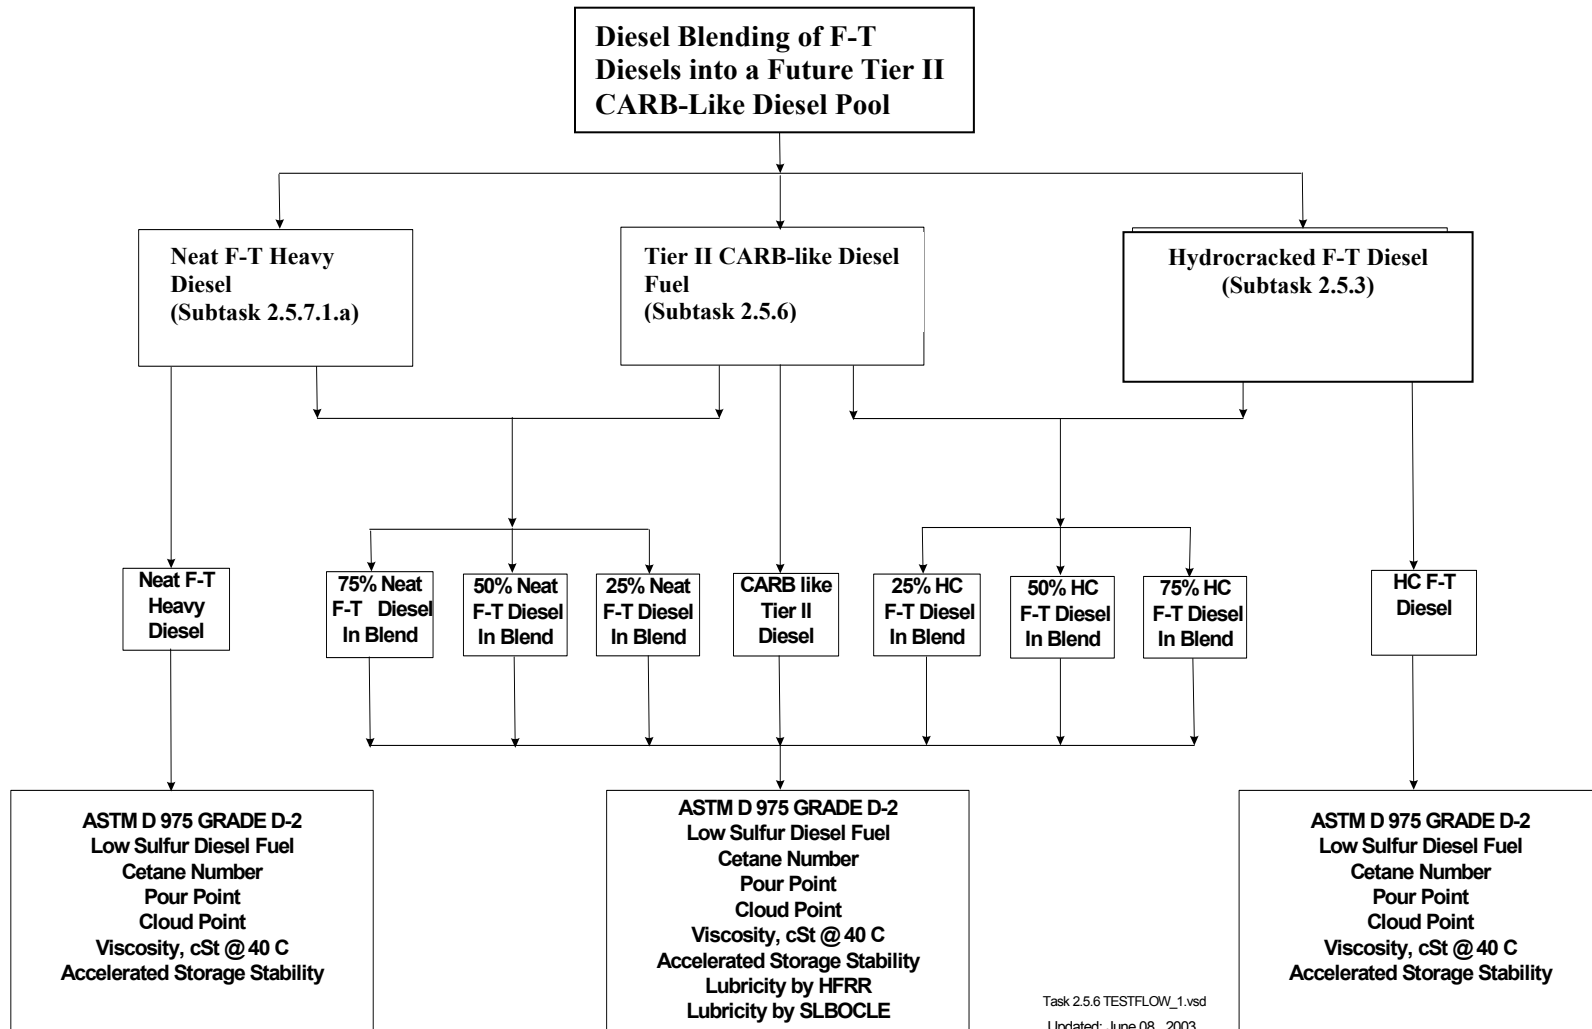 Diesel Blending of F-T
Diesels into a Future Tier II
CARB-Like Diesel Pool
Neat F-T Heavy
Diesel
(Subtask 2.5.7.1.a)
Tier II CARB-like Diesel
Fuel
(Subtask 2.5.6)
Hydrocracked F-T Diesel
(Subtask 2.5.3)
Neat F-T
Heavy
Diesel
75% Neat
F-T Diesel
In Blend
50% Neat
F-T Diesel
In Blend
25% Neat
F-T Diesel
In Blend
CARB like
Tier II
Diesel
25% HC
F-T Diesel
In Blend
50% HC
F-T Diesel
In Blend
75% HC
F-T Diesel
In Blend
HC F-T
Diesel
ASTM D 975 GRADE D-2
Low Sulfur Diesel Fuel
Cetane Number
Pour Point
Cloud Point
Viscosity, cSt @ 40 C
Accelerated Storage Stability
ASTM D 975 GRADE D-2
Low Sulfur Diesel Fuel
Cetane Number
Pour Point
Cloud Point
Viscosity, cSt @ 40 C
Accelerated Storage Stability
Lubricity by HFRR
Lubricity by SLBOCLE
ASTM D 975 GRADE D-2
Low Sulfur Diesel Fuel
Cetane Number
Pour Point
Cloud Point
Viscosity, cSt @ 40 C
Accelerated Storage Stability
Task 2.5.6 TESTFLOW_1.vsd
Updated: June 08, 2003